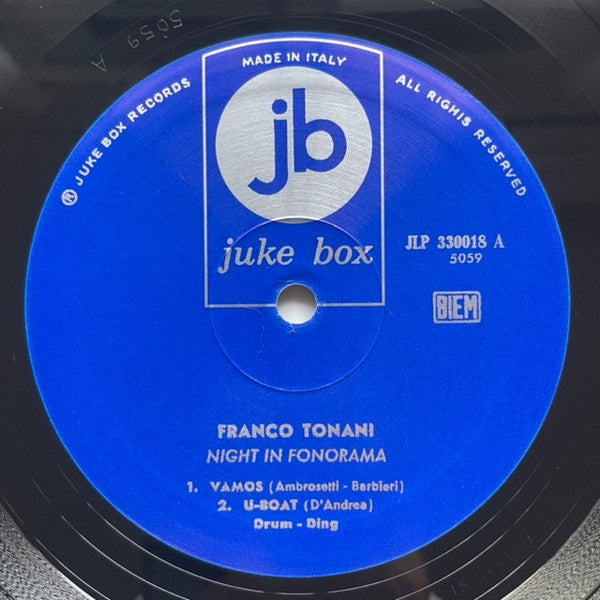 5059 A
MADE IN ITALY
® JUKE BOX RECORDS
ALL RIGHTS RESERVED
jb
juke box
JLP 330018 A
5059
BIEM
FRANCO TONANI
NIGHT IN FONORAMA
1. VAMOS (Ambrosetti - Barbieri)
2. U-BOAT (D'Andrea)
Drum - Ding